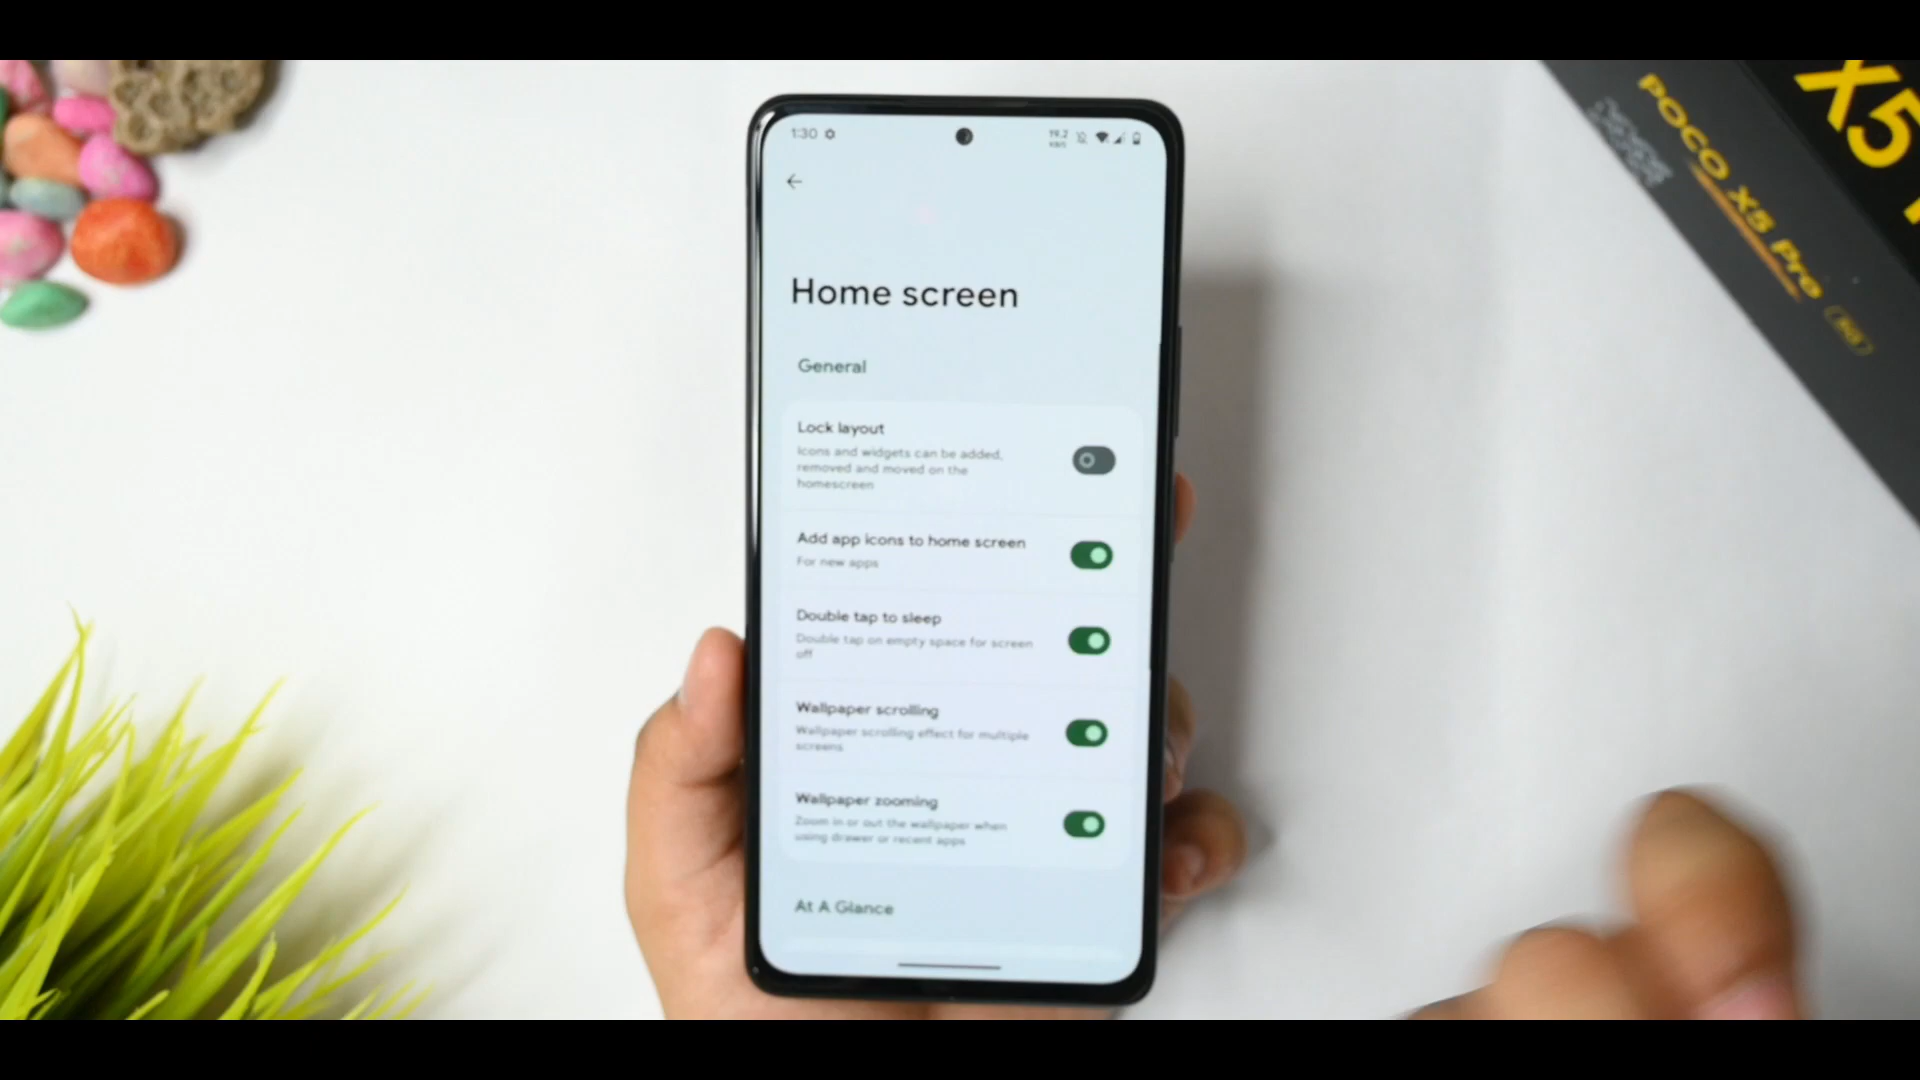 1:30
19.2
KB/S
Home screen
General
Lock layout
Icons and widgets can be added,
removed and moved on the
homescreen
Add app icons to home screen
For new apps
Double tap to sleep
Double tap on empty space for screen
off
Wallpaper scrolling
Wallpaper scrolling effect for multiple
screens
Wallpaper zooming
Zoom in or out the wallpaper when
using drawer or recent apps
At A Glance
POCO X5 Pro
X5